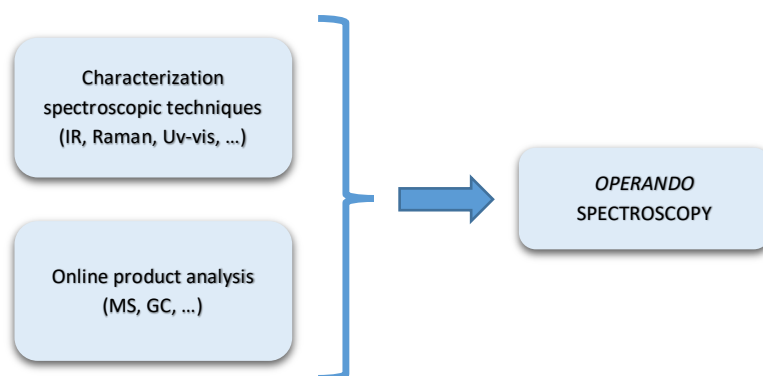 Characterization
spectroscopic techniques
(IR, Raman, Uv-vis, …)
Online product analysis
(MS, GC, …)
OPERANDO
SPECTROSCOPY